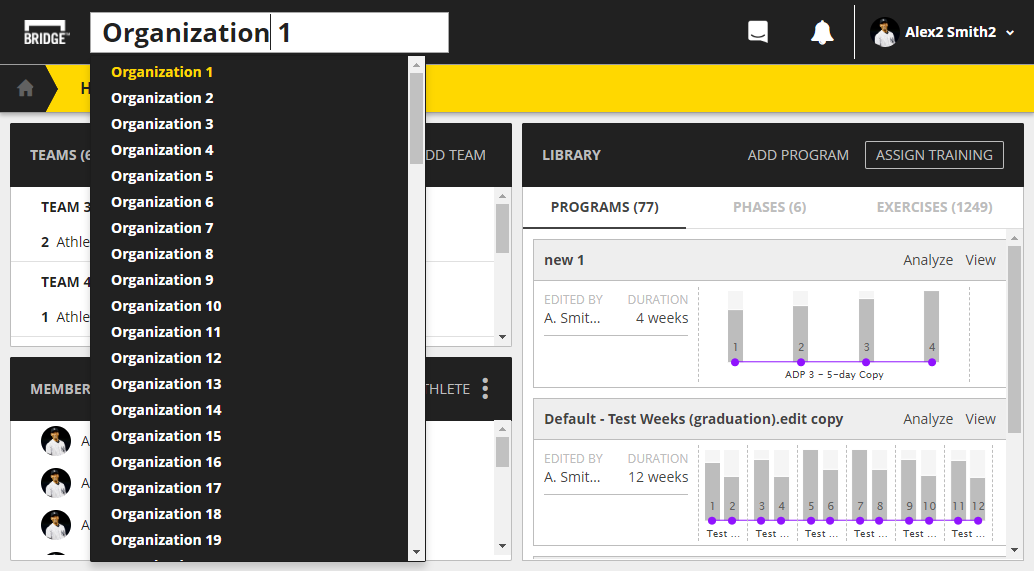 BRIDGE™
Organization 1
Alex2 Smith2
H
Organization 1
Organization 2
Organization 3
Organization 4
Organization 5
Organization 6
Organization 7
Organization 8
Organization 9
Organization 10
Organization 11
Organization 12
Organization 13
Organization 14
Organization 15
Organization 16
Organization 17
Organization 18
Organization 19
TEAMS (6
DD TEAM
TEAM 3
2 Athle
TEAM 4
1 Athle
MEMBER
THLETE
A
A
A
LIBRARY
ADD PROGRAM
ASSIGN TRAINING
PROGRAMS (77)
PHASES (6)
EXERCISES (1249)
new 1
Analyze View
EDITED BY DURATION
A. Smit... 4 weeks
1 2 3 4
ADP 3 - 5-day Copy
Default - Test Weeks (graduation).edit copy
Analyze View
EDITED BY DURATION
A. Smit... 12 weeks
1 2 3 4 5 6 7 8 9 10 11 12
Test ... Test ... Test ... Test ... Test ... Test ...